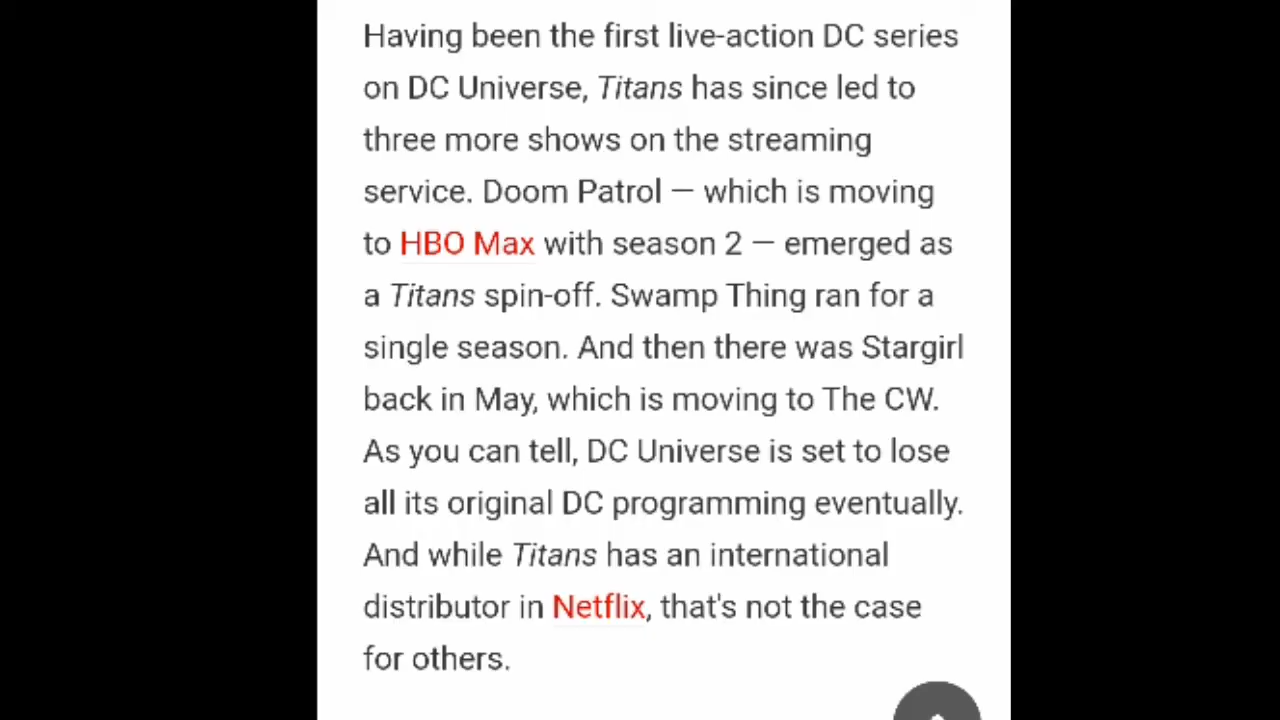 Having been the first live-action DC series
on DC Universe, Titans has since led to
three more shows on the streaming
service. Doom Patrol — which is moving
to HBO Max with season 2 — emerged as
a Titans spin-off. Swamp Thing ran for a
single season. And then there was Stargirl
back in May, which is moving to The CW.
As you can tell, DC Universe is set to lose
all its original DC programming eventually.
And while Titans has an international
distributor in Netflix, that's not the case
for others.